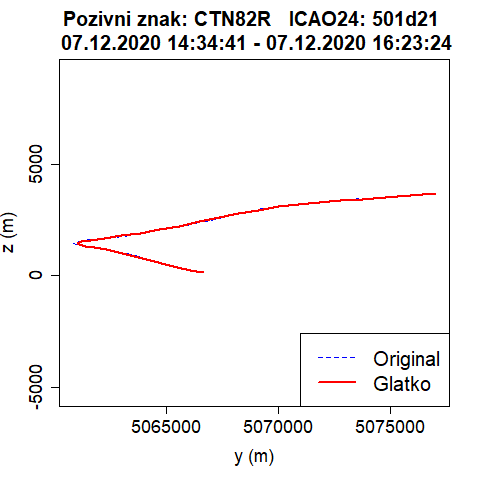 Pozivni znak: CTN82R   ICAO24: 501d21
07.12.2020 14:34:41 - 07.12.2020 16:23:24
z (m)
5000
0
-5000
5065000 5070000 5075000
y (m)
Original
Glatko